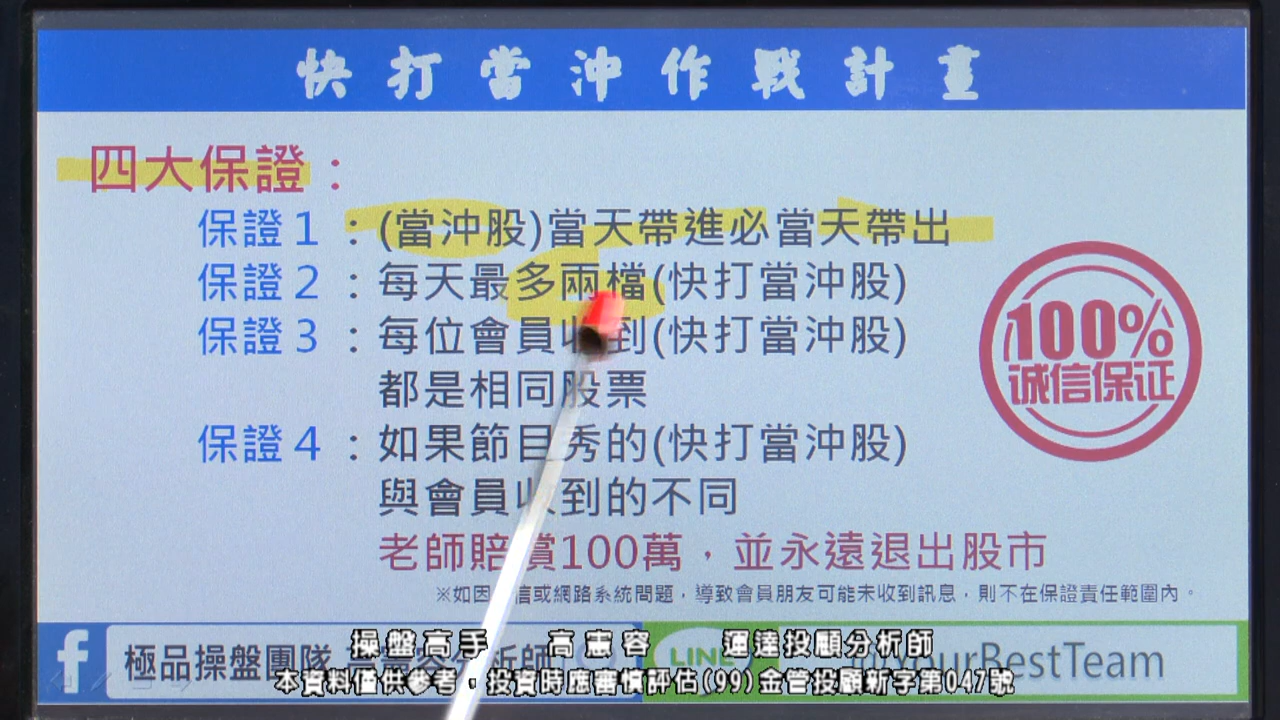 快打當沖作戰計畫
四大保證：
保證1：(當沖股)當天帶進必當天帶出
保證2：每天最多兩檔(快打當沖股)
保證3：每位會員收到(快打當沖股)
都是相同股票
100%
诚信保证
保證4：如果節目秀的(快打當沖股)
與會員收到的不同
老師賠償100萬，並永遠退出股市
※如因 信或網路系統問題，導致會員朋友可能未收到訊息，則不在保證責任範圍內。
操盤高手 高憲容 運達投顧分析師
f 極品操盤團隊 LINE YourBestTeam
本資料僅供參考，投資時應審慎評估(99)金管投顧新字第047號